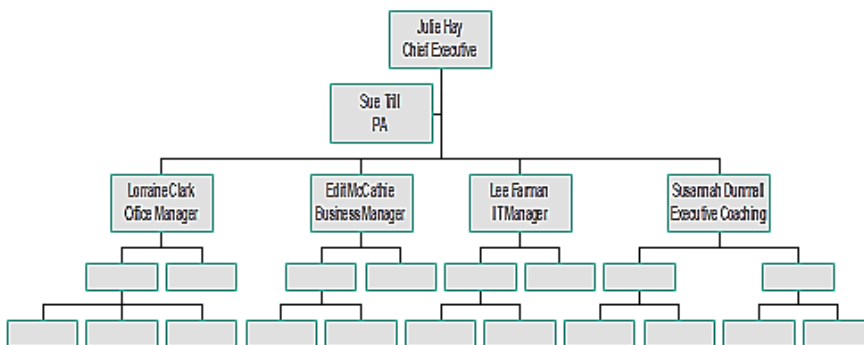 Julie Hay
Chief Executive
Sue Trill
PA
Lorraine Clark
Office Manager
Edit McCathie
Business Manager
Lee Farman
IT Manager
Susannah
Executive Coaching